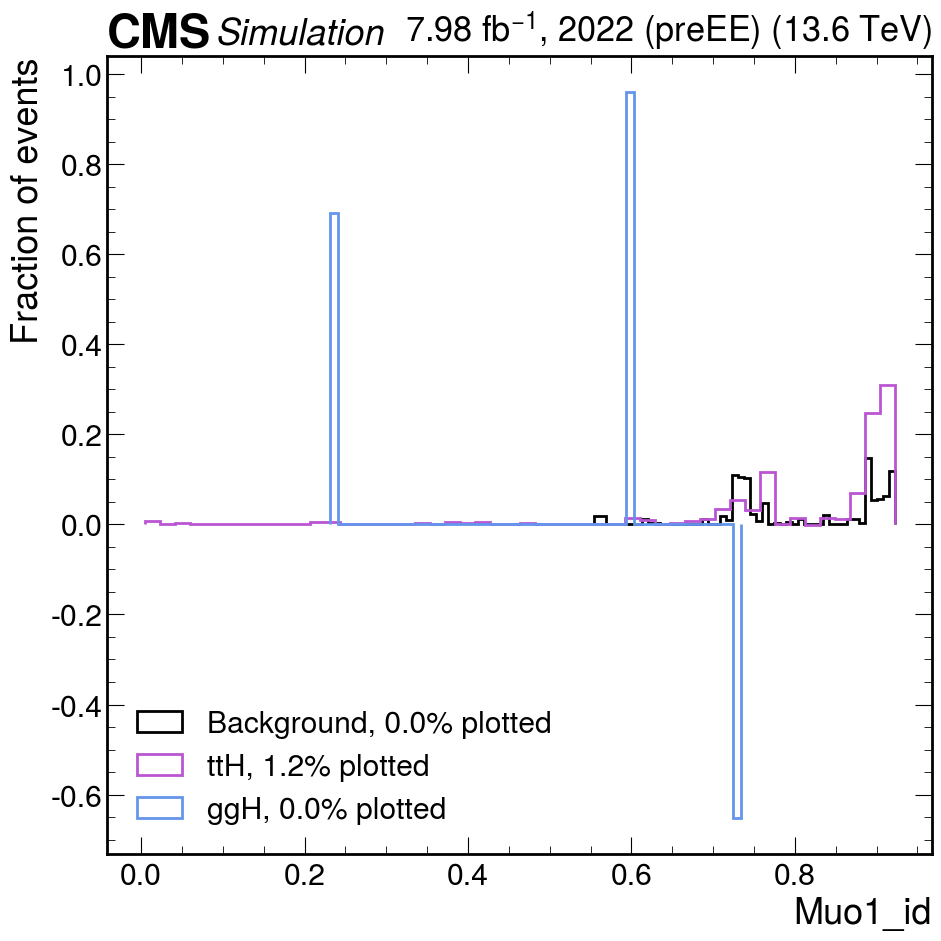 CMS Simulation 7.98 fb⁻¹, 2022 (preEE) (13.6 TeV)
Fraction of events
1.0
0.8
0.6
0.4
0.2
0.0
-0.2
-0.4
-0.6
Background, 0.0% plotted
ttH, 1.2% plotted
ggH, 0.0% plotted
0.0 0.2 0.4 0.6 0.8
Muo1_id